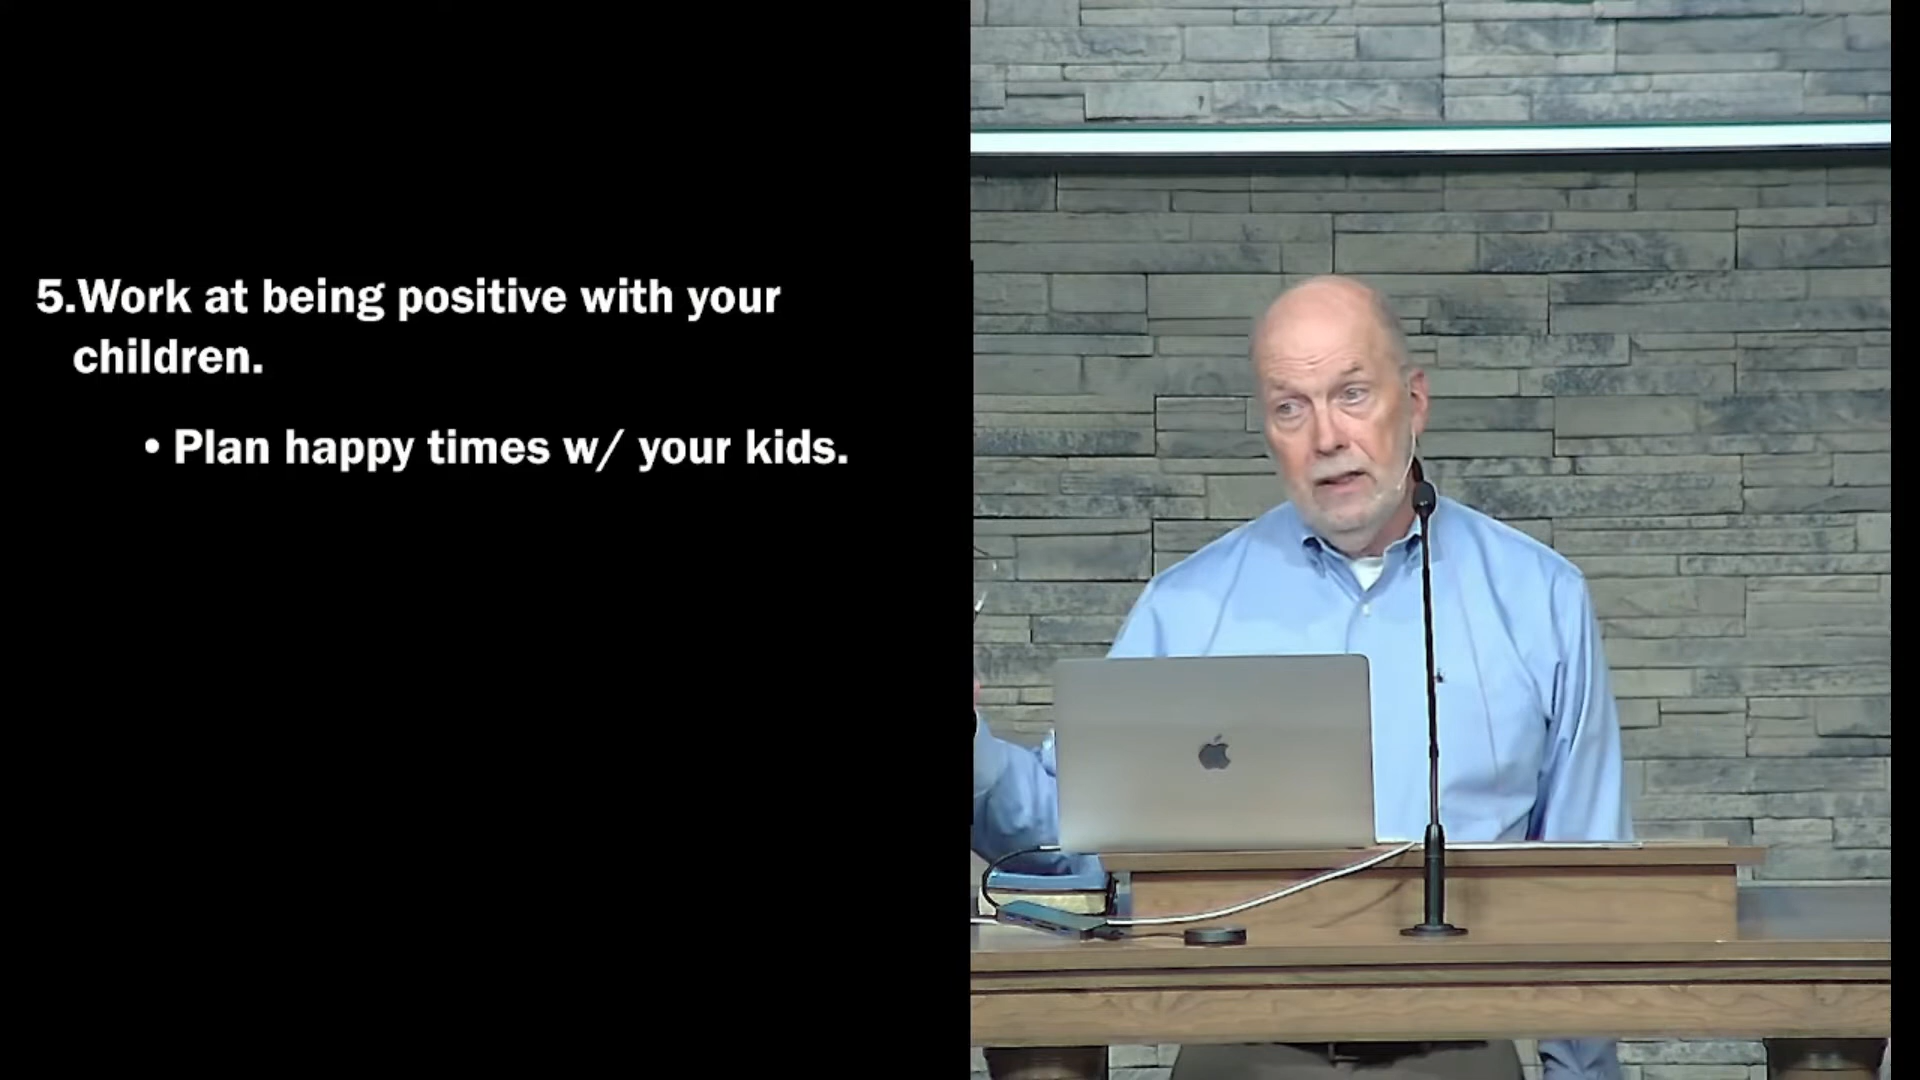 5.Work at being positive with your
children.
• Plan happy times w/ your kids.